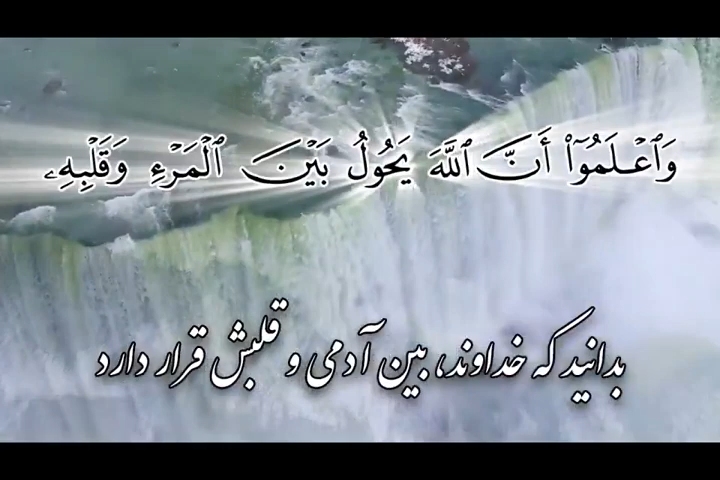 وَٱعْلَمُوٓا۟ أَنَّ ٱللَّهَ يَحُولُ بَيْنَ ٱلْمَرْءِ وَقَلْبِهِۦ
بدانید که خداوند، بین آدمی و قلبش قرار دارد